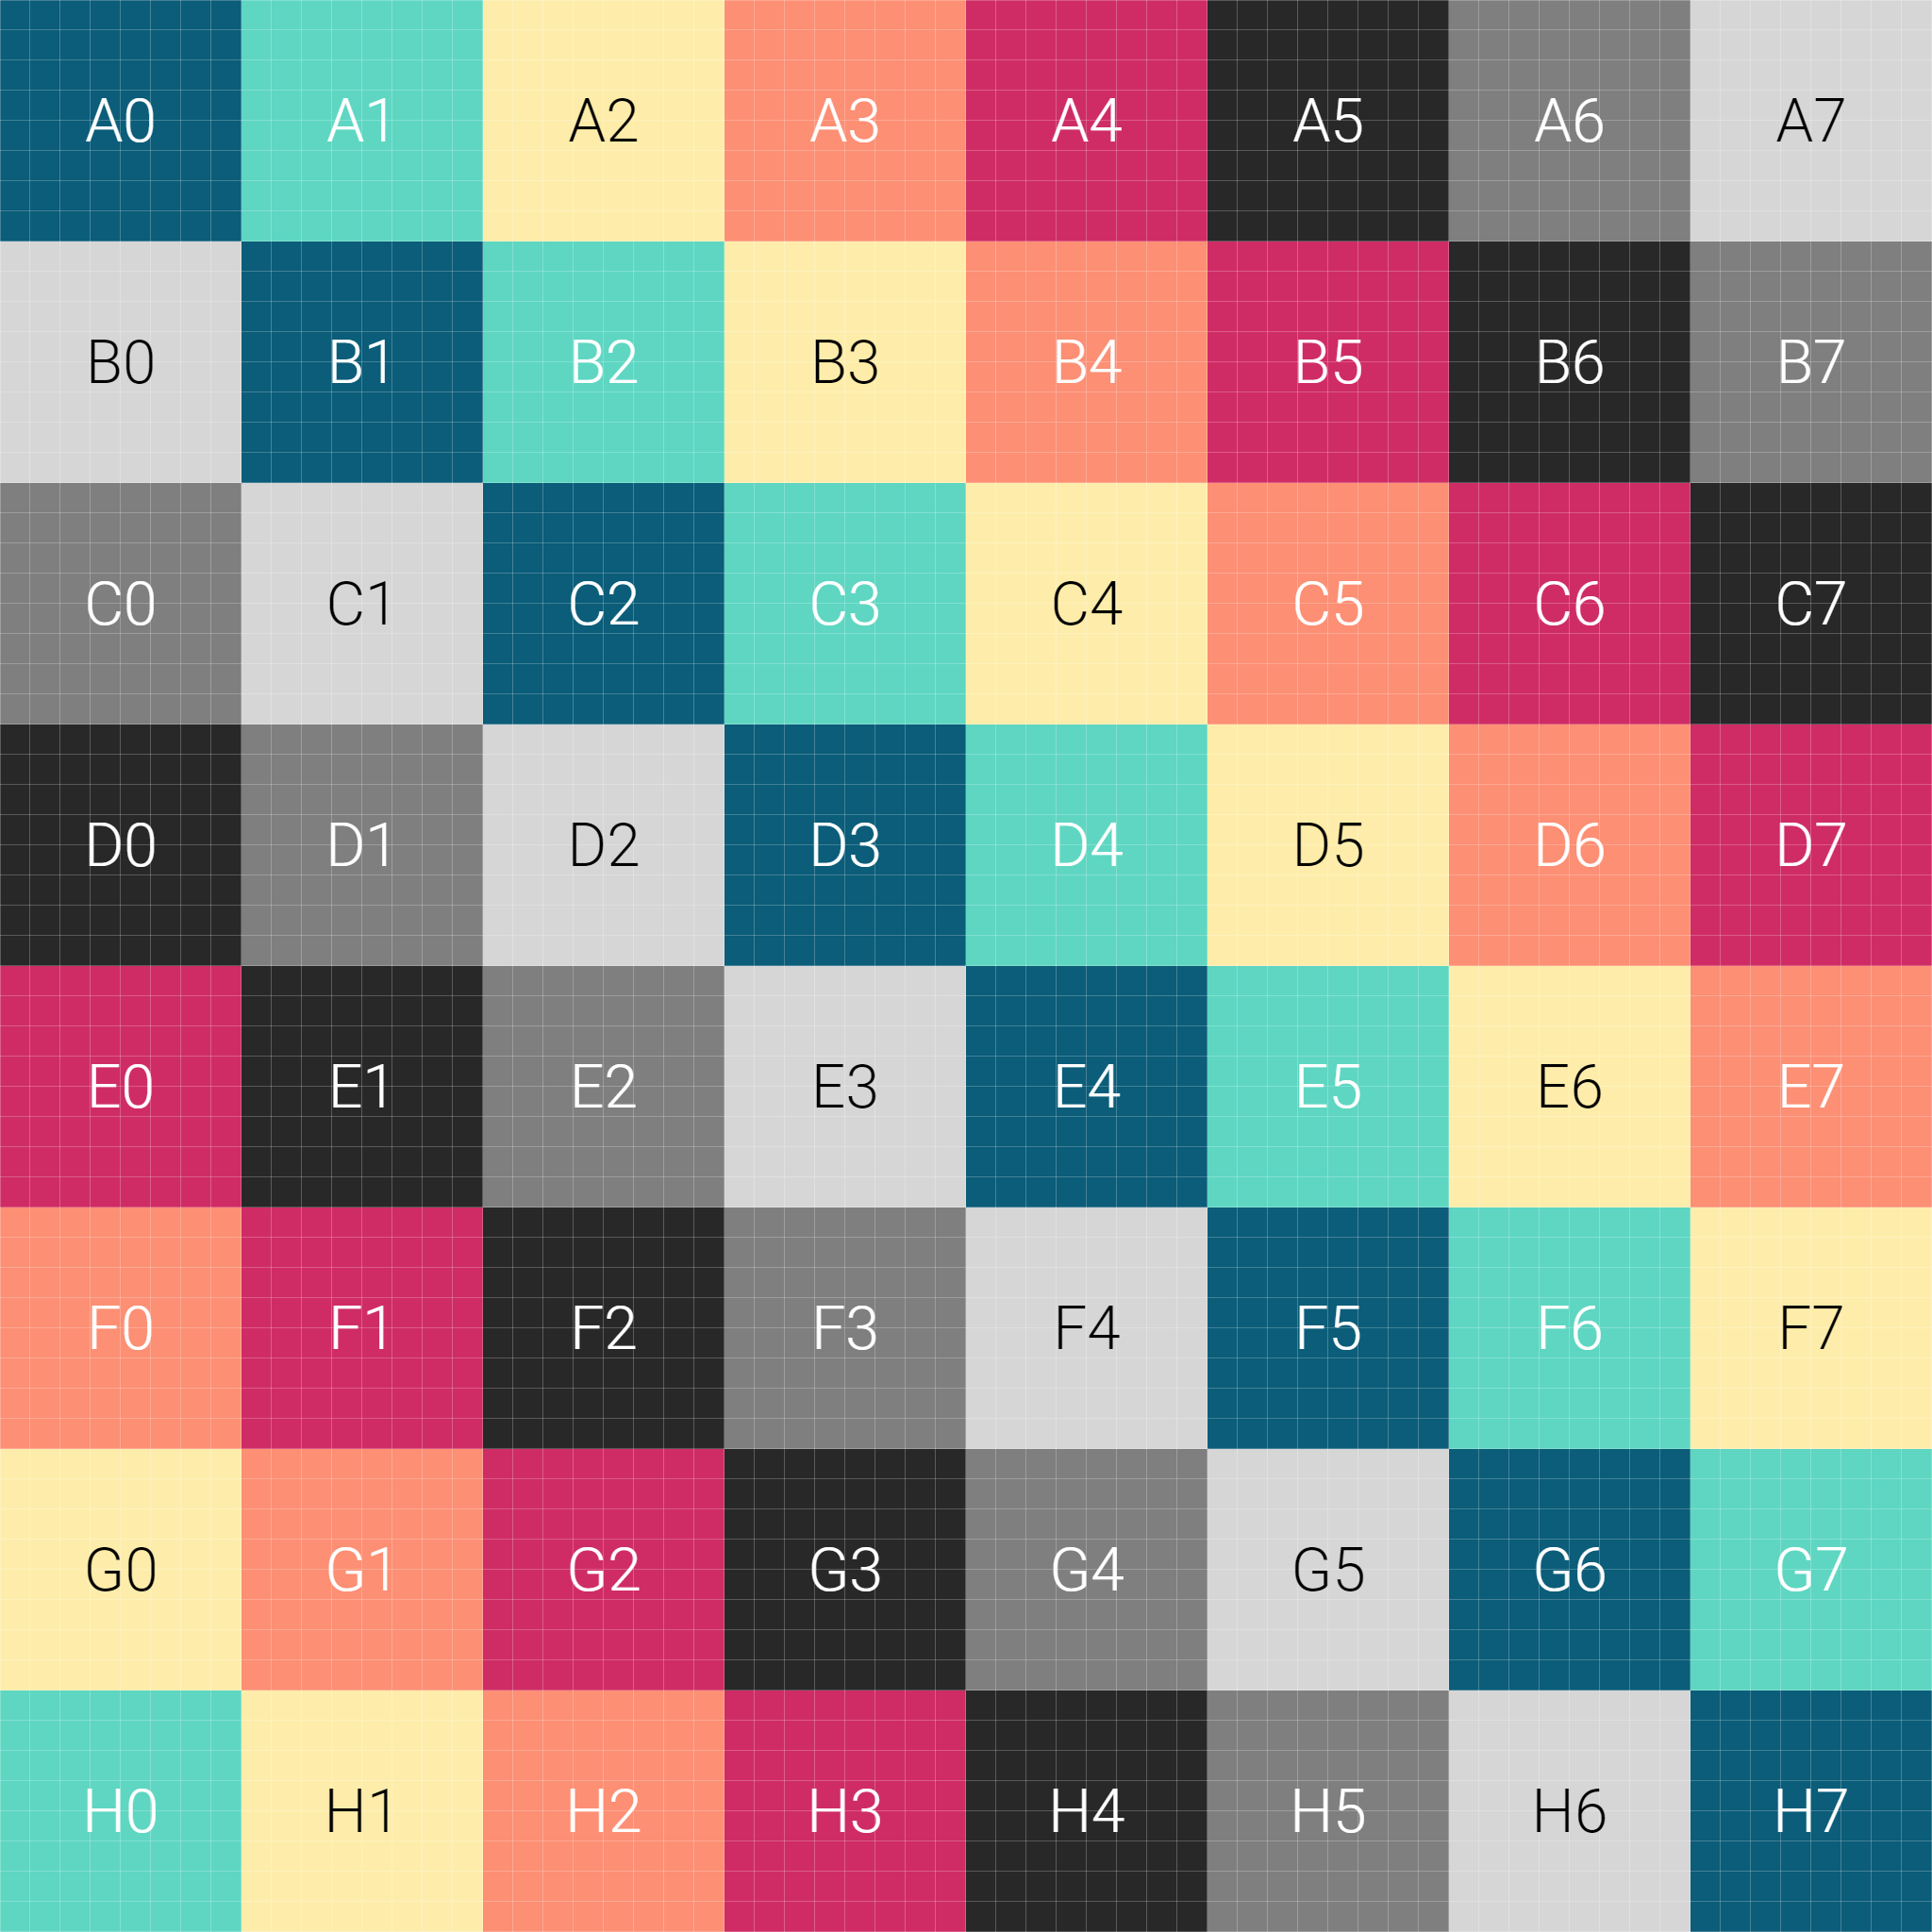 A0 A1 A2 A3 A4 A5 A6 A7
B0 B1 B2 B3 B4 B5 B6 B7
C0 C1 C2 C3 C4 C5 C6 C7
D0 D1 D2 D3 D4 D5 D6 D7
E0 E1 E2 E3 E4 E5 E6 E7
F0 F1 F2 F3 F4 F5 F6 F7
G0 G1 G2 G3 G4 G5 G6 G7
H0 H1 H2 H3 H4 H5 H6 H7